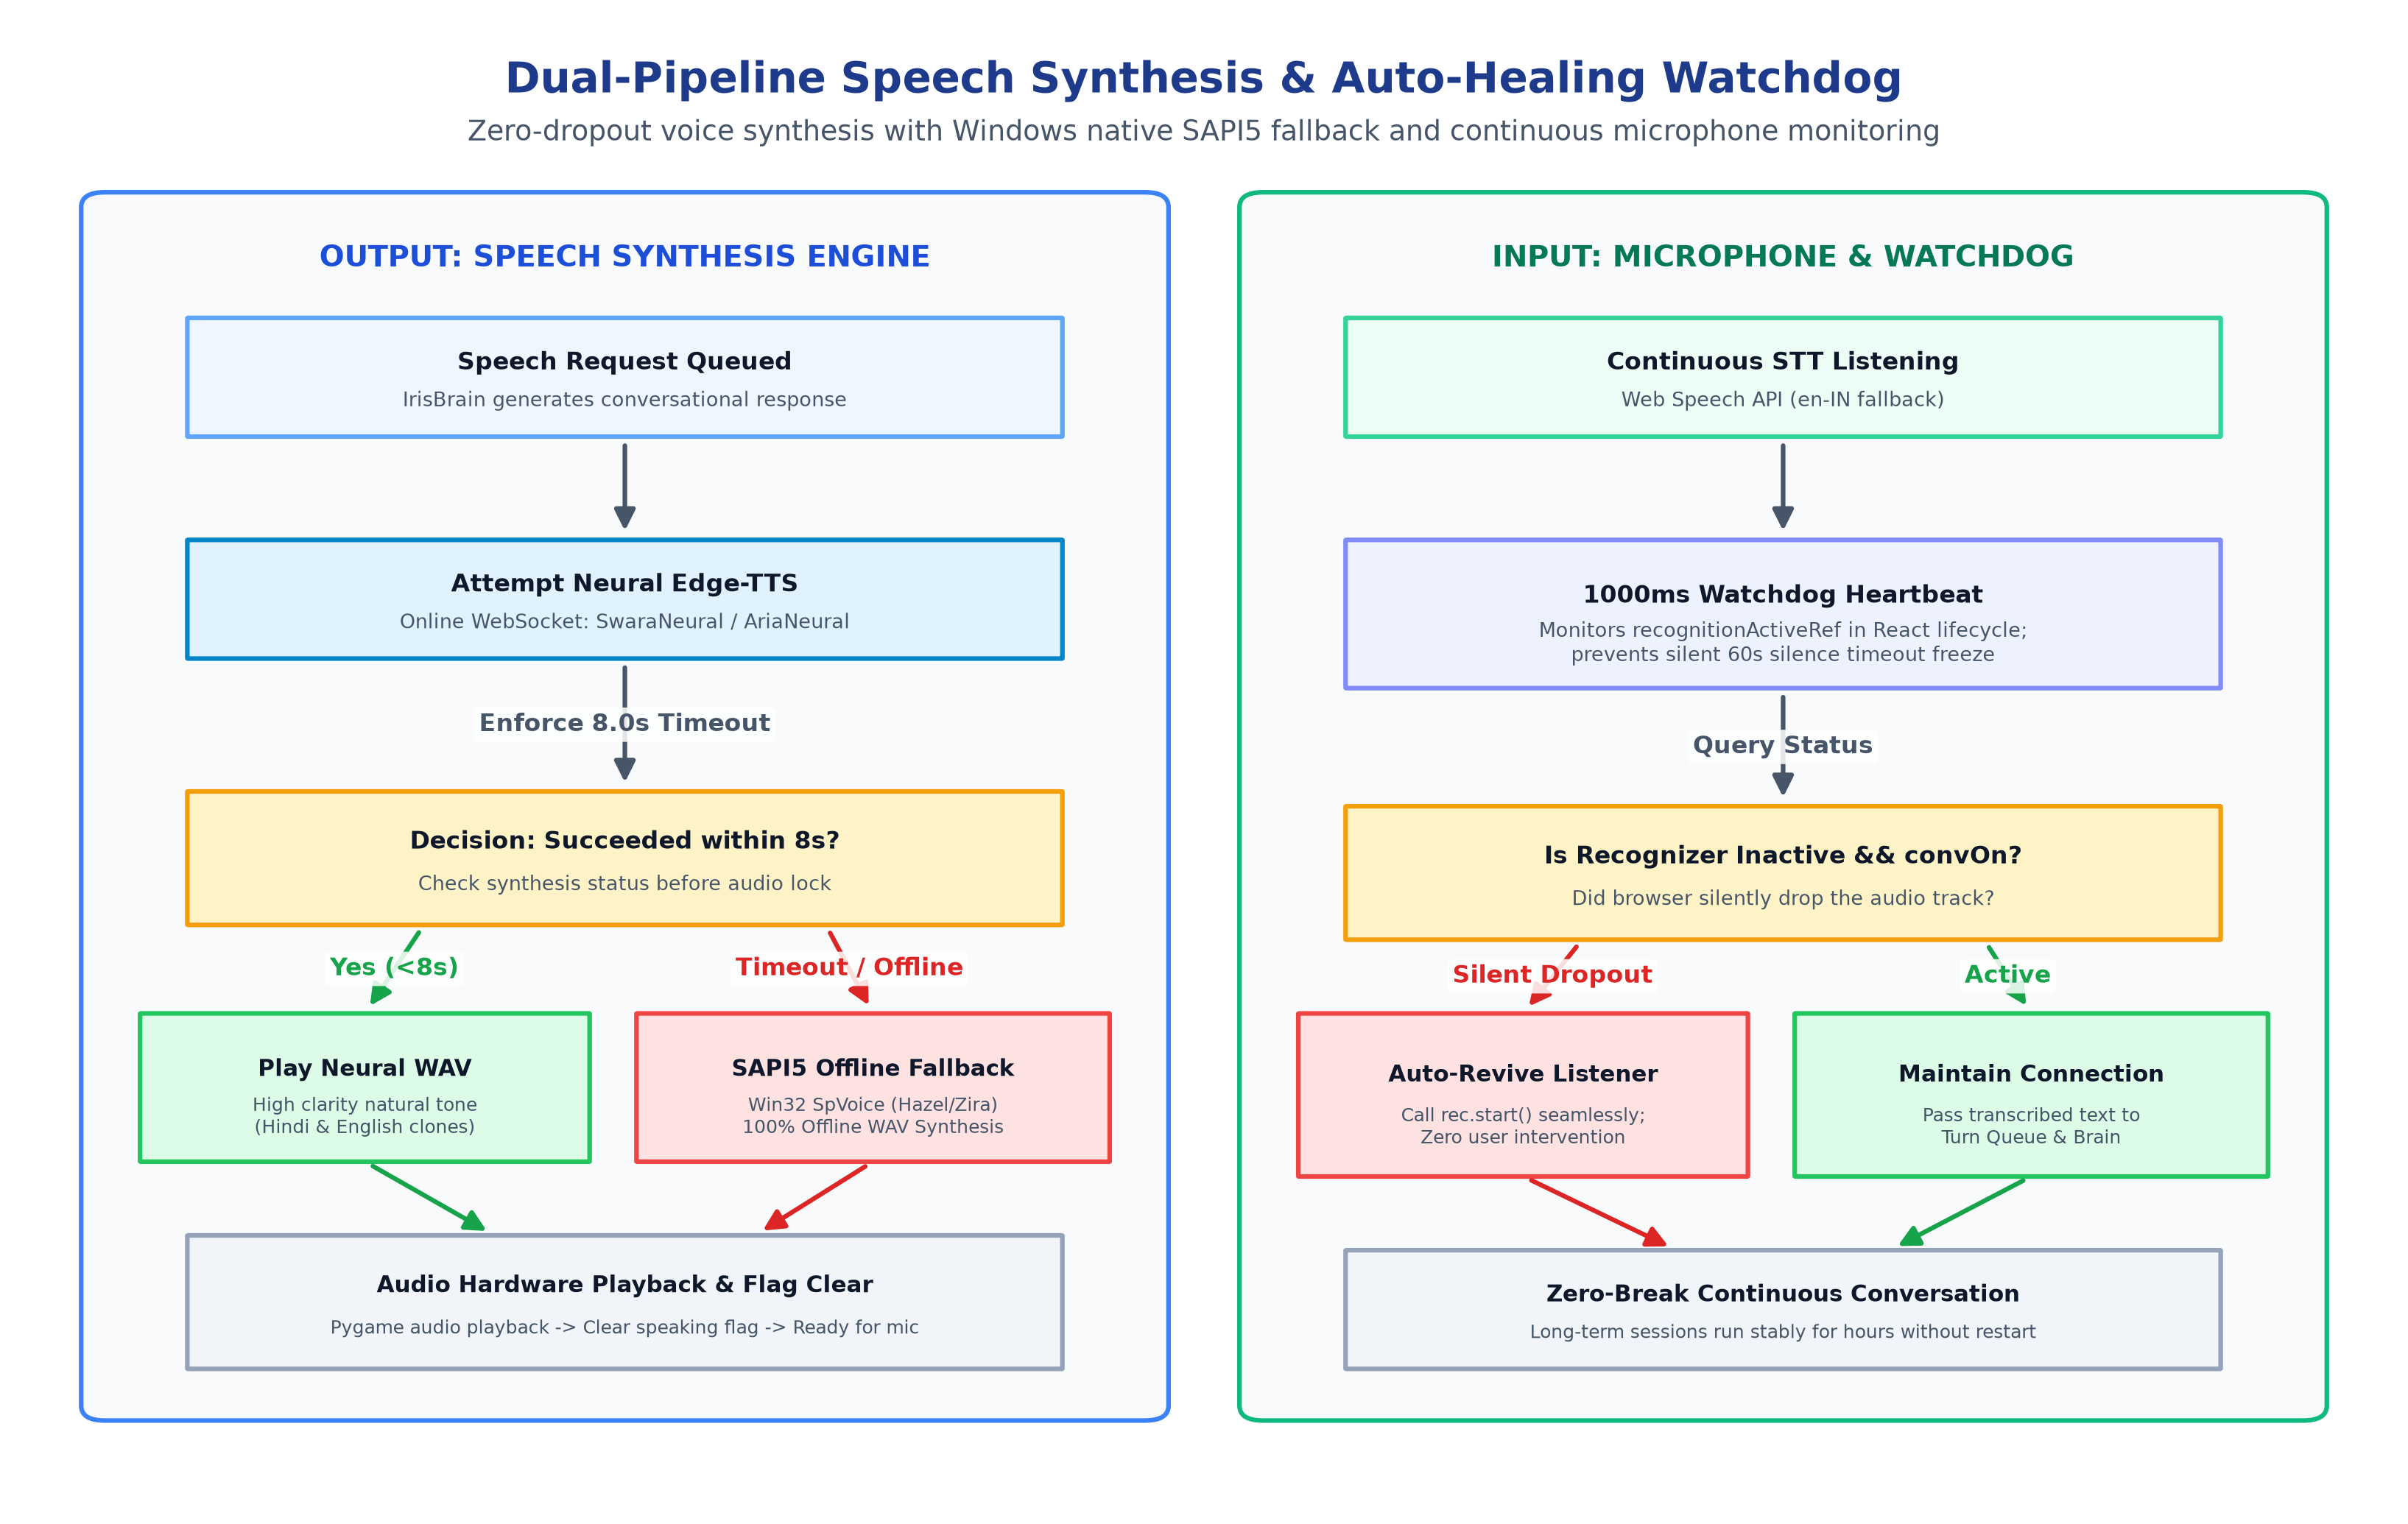 Dual-Pipeline Speech Synthesis & Auto-Healing Watchdog
Zero-dropout voice synthesis with Windows native SAPI5 fallback and continuous microphone monitoring
OUTPUT: SPEECH SYNTHESIS ENGINE
Speech Request Queued
IrisBrain generates conversational response
Attempt Neural Edge-TTS
Online WebSocket: SwaraNeural / AriaNeural
Enforce 8.0s Timeout
Decision: Succeeded within 8s?
Check synthesis status before audio lock
Yes (<8s)
Timeout / Offline
Play Neural WAV
High clarity natural tone
(Hindi & English clones)
SAPI5 Offline Fallback
Win32 SpVoice (Hazel/Zira)
100% Offline WAV Synthesis
Audio Hardware Playback & Flag Clear
Pygame audio playback -> Clear speaking flag -> Ready for mic
INPUT: MICROPHONE & WATCHDOG
Continuous STT Listening
Web Speech API (en-IN fallback)
1000ms Watchdog Heartbeat
Monitors recognitionActiveRef in React lifecycle;
prevents silent 60s silence timeout freeze
Query Status
Is Recognizer Inactive && convOn?
Did browser silently drop the audio track?
Silent Dropout
Active
Auto-Revive Listener
Call rec.start() seamlessly;
Zero user intervention
Maintain Connection
Pass transcribed text to
Turn Queue & Brain
Zero-Break Continuous Conversation
Long-term sessions run stably for hours without restart